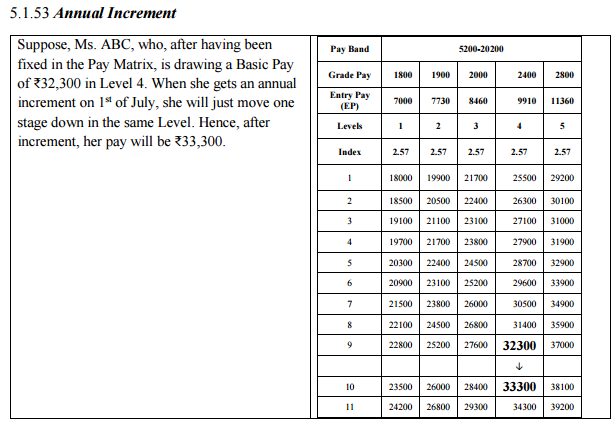 5.1.53 Annual Increment
Suppose, Ms. ABC, who, after having been
fixed in the Pay Matrix, is drawing a Basic Pay
of ₹32,300 in Level 4. When she gets an annual
increment on 1st of July, she will just move one
stage down in the same Level. Hence, after
increment, her pay will be ₹33,300.
Pay Band 5200-20200
Grade Pay 1800 1900 2000 2400 2800
Entry Pay
(EP) 7000 7730 8460 9910 11360
Levels 1 2 3 4 5
Index 2.57 2.57 2.57 2.57 2.57
1 18000 19900 21700 25500 29200
2 18500 20500 22400 26300 30100
3 19100 21100 23100 27100 31000
4 19700 21700 23800 27900 31900
5 20300 22400 24500 28700 32900
6 20900 23100 25200 29600 33900
7 21500 23800 26000 30500 34900
8 22100 24500 26800 31400 35900
9 22800 25200 27600 32300 37000
↓
10 23500 26000 28400 33300 38100
11 24200 26800 29300 34300 39200